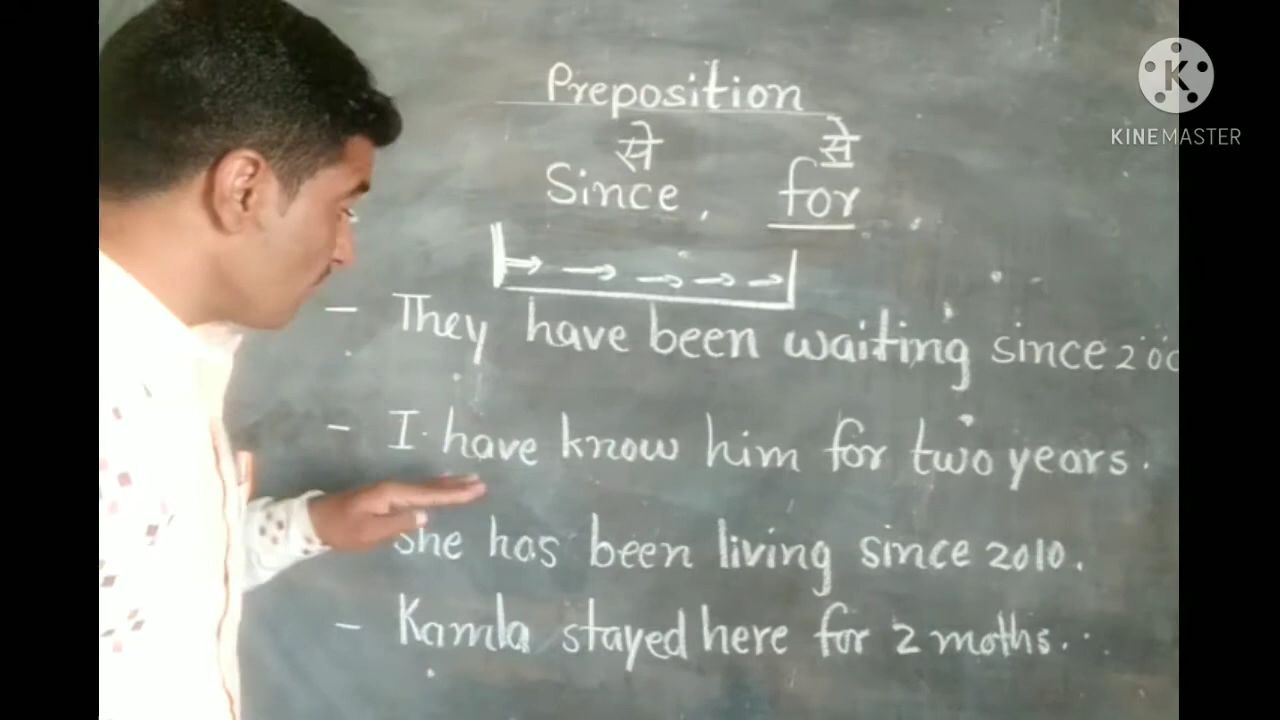 Preposition
से से
Since, for
- They have been waiting since
- I have know him for two years.
She has been living since 2010.
- Kamla stayed here for 2 moths.
KINEMASTER